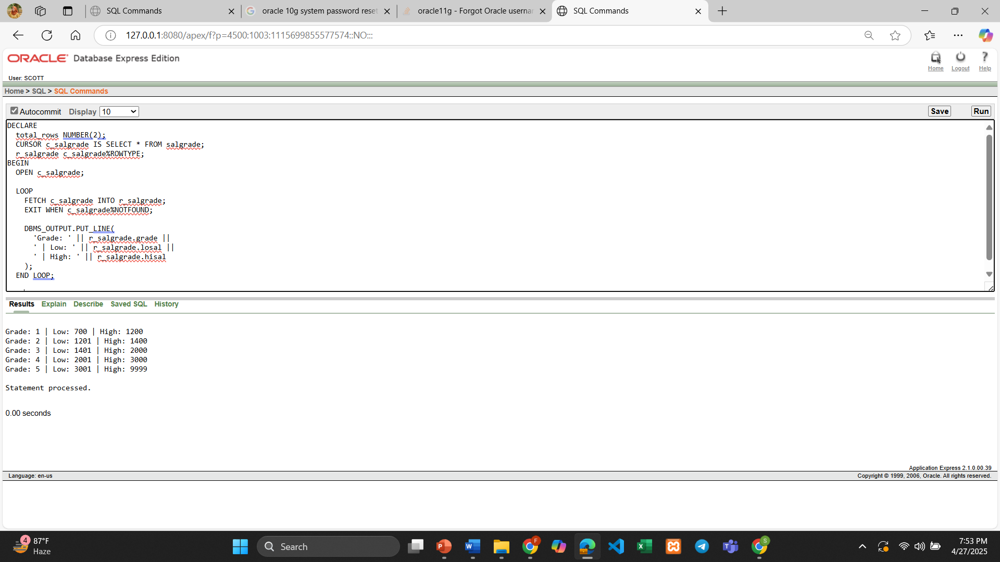 SQL Commands
oracle 10g system password reset
oracle11g - Forgot Oracle userna
SQL Commands
127.0.0.1:8080/apex/f?p=4500:1003:1115699855577574::NO:::
ORACLE Database Express Edition
Home Logout Help
User: SCOTT
Home > SQL > SQL Commands
Autocommit Display 10 Save Run
DECLARE
total_rows NUMBER(2);
CURSOR c_salgrade IS SELECT * FROM salgrade;
r_salgrade c_salgrade%ROWTYPE;
BEGIN
OPEN c_salgrade;
LOOP
FETCH c_salgrade INTO r_salgrade;
EXIT WHEN c_salgrade%NOTFOUND;
DBMS_OUTPUT.PUT_LINE(
'Grade: ' || r_salgrade.grade ||
' | Low: ' || r_salgrade.losal ||
' | High: ' || r_salgrade.hisal
);
END LOOP;
Results Explain Describe Saved SQL History
Grade: 1 | Low: 700 | High: 1200
Grade: 2 | Low: 1201 | High: 1400
Grade: 3 | Low: 1401 | High: 2000
Grade: 4 | Low: 2001 | High: 3000
Grade: 5 | Low: 3001 | High: 9999
Statement processed.
0.00 seconds
Application Express 2.1.0.00.39
Language: en-us Copyright © 1999, 2006, Oracle. All rights reserved.
4 87°F
Haze
Search
7:53 PM
4/27/2025